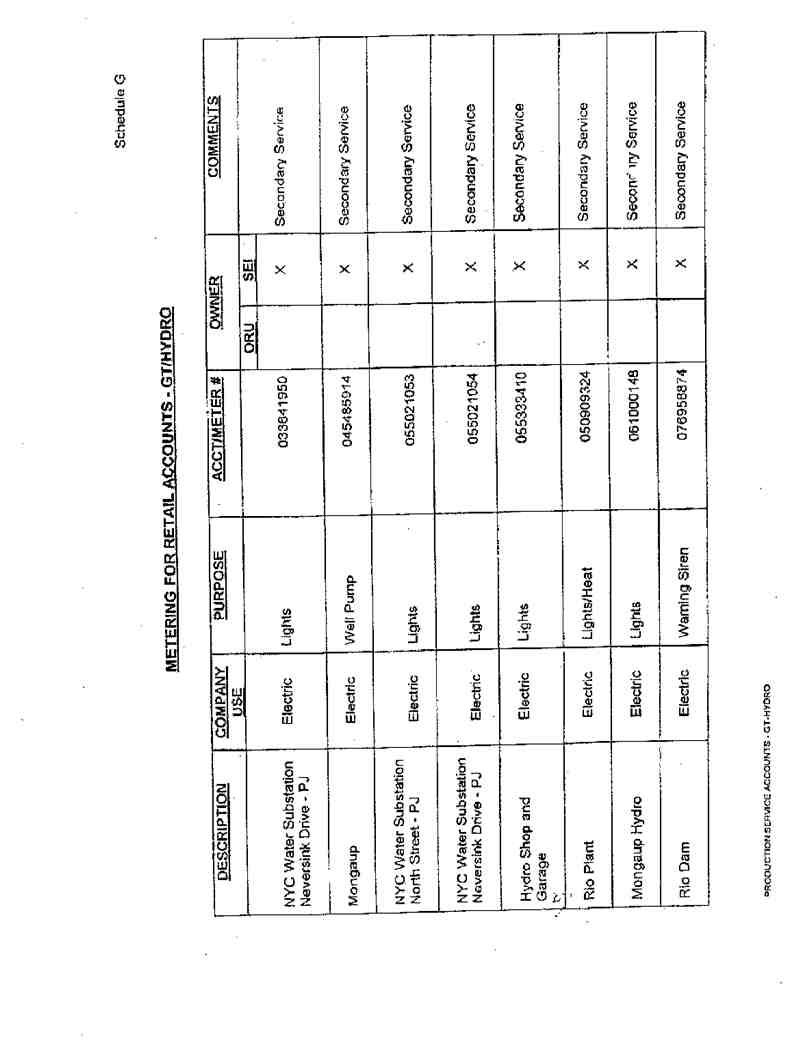 Schedule G
METERING FOR RETAIL ACCOUNTS - GT/HYDRO
DESCRIPTION COMPANY USE PURPOSE ACCT/METER # OWNER COMMENTS
ORU SEI
NYC Water Substation Electric Lights 033841950 X Secondary Service
Neversink Drive - PJ
Mongaup Electric Well Pump 045485914 X Secondary Service
NYC Water Substation Electric Lights 055021053 X Secondary Service
North Street - PJ
NYC Water Substation Electric Lights 055021054 X Secondary Service
Neversink Drive - PJ
Hydro Shop and Electric Lights 055333410 X Secondary Service
Garage
Rio Plant Electric Lights/Heat 050909324 X Secondary Service
Mongaup Hydro Electric Lights 061000148 X Service
Rio Dam Electric Warning Siren 076958874 X Secondary Service
PRODUCTION SERVICE ACCOUNTS - GT-HYDRO